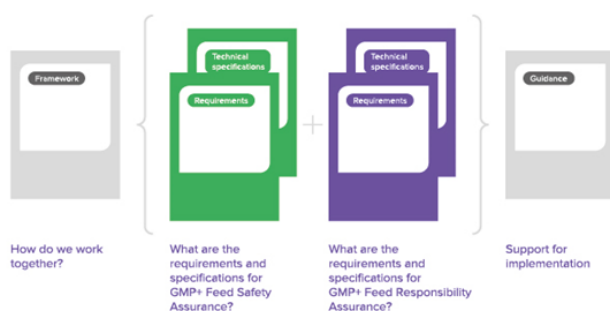 Framework
Technical
specifications
Requirements
+
Technical
specifications
Requirements
Guidance
How do we work
together?
What are the
requirements and
specifications for
GMP+ Feed Safety
Assurance?
What are the
requirements and
specifications for
GMP+ Feed Responsibility
Assurance?
Support for
implementation